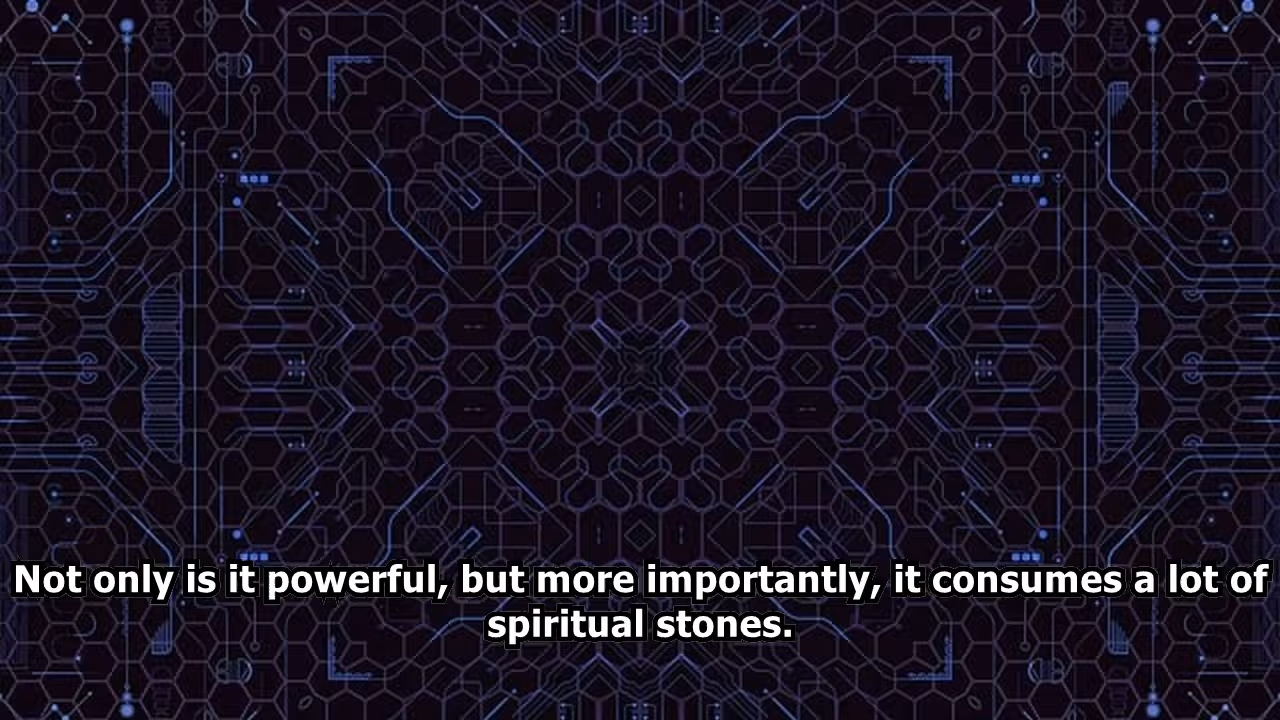 Not only is it powerful, but more importantly, it consumes a lot of
spiritual stones.